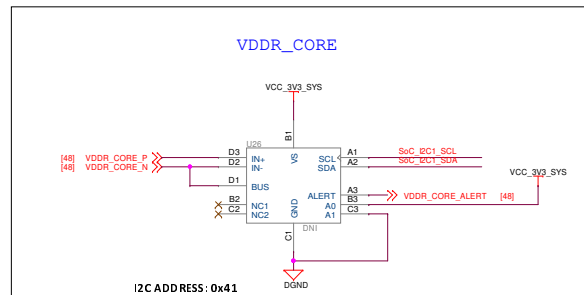 VDDR_CORE
VCC_3V3_SYS
U26
B1
VS
[48] VDDR_CORE_P D3 IN+ SCL A1 SoC_I2C1_SCL
[48] VDDR_CORE_N D2 IN- SDA A2 SoC_I2C1_SDA
VCC_3V3_SYS
D1 BUS
ALERT A3 VDDR_CORE_ALERT [48]
B2 NC1 A0 B3
C2 NC2 A1 C3
GND
DNI
C1
DGND
I2C ADDRESS: 0x41